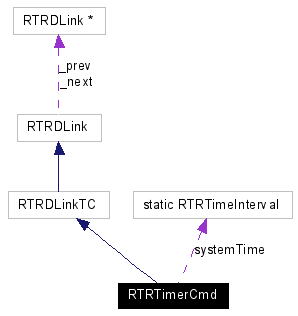 RTRDLink *
_prev
_next
RTRDLink
RTRDLinkTC
static RTRTimeInterval
systemTime
RTRTimerCmd